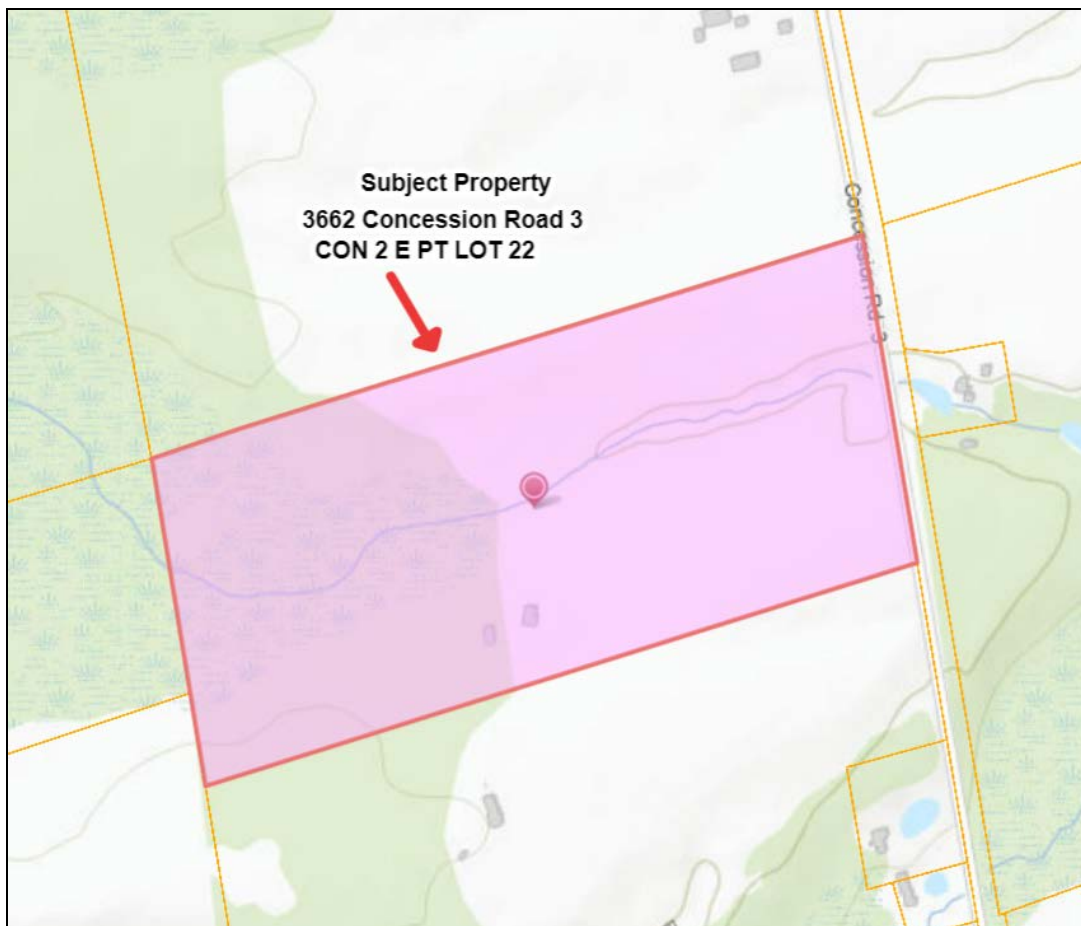 Subject Property
3662 Concession Road 3
CON 2 E PT LOT 22
Concession Rd. 3